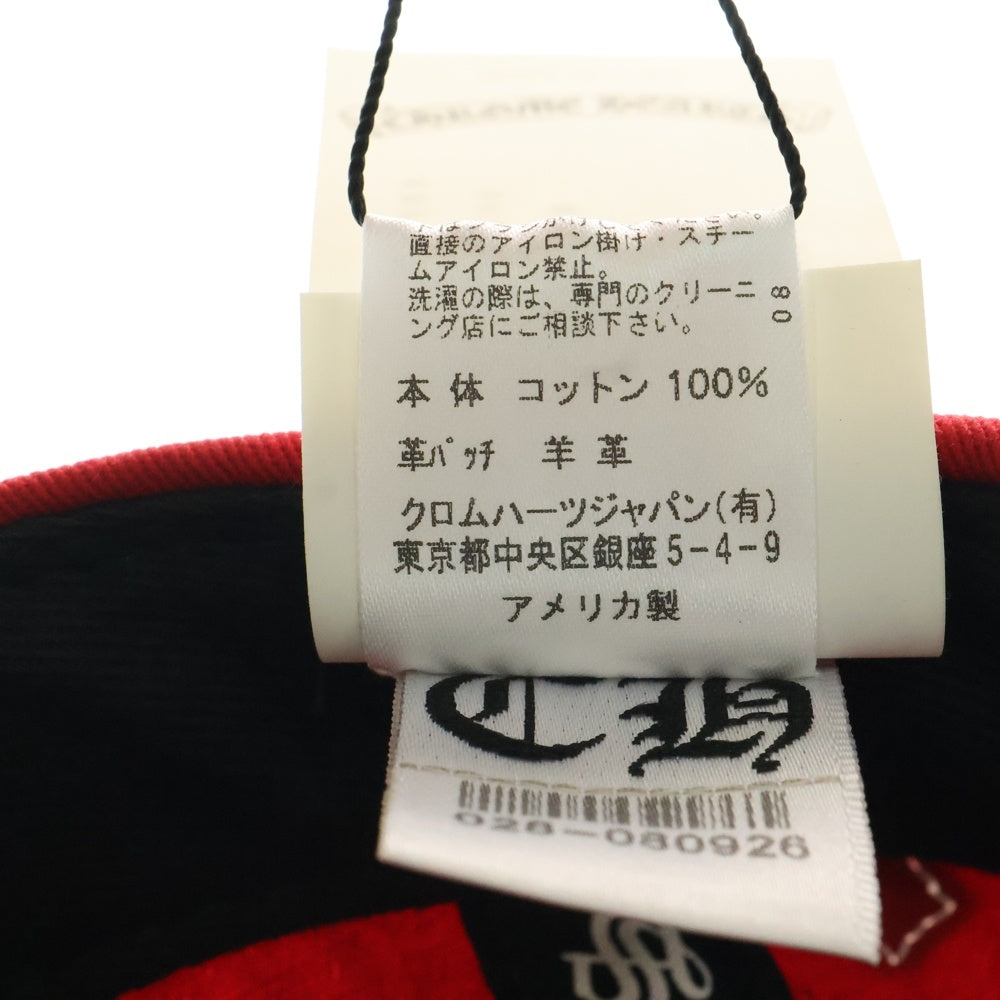 直接のアイロン掛け・スチー
ムアイロン禁止。
洗濯の際は、専門のクリーニ
ング店にご相談下さい。
08
本体 コットン 100%
革パッチ 羊革
クロムハーツジャパン(有)
東京都中央区銀座5-4-9
アメリカ製
CH
028-080926